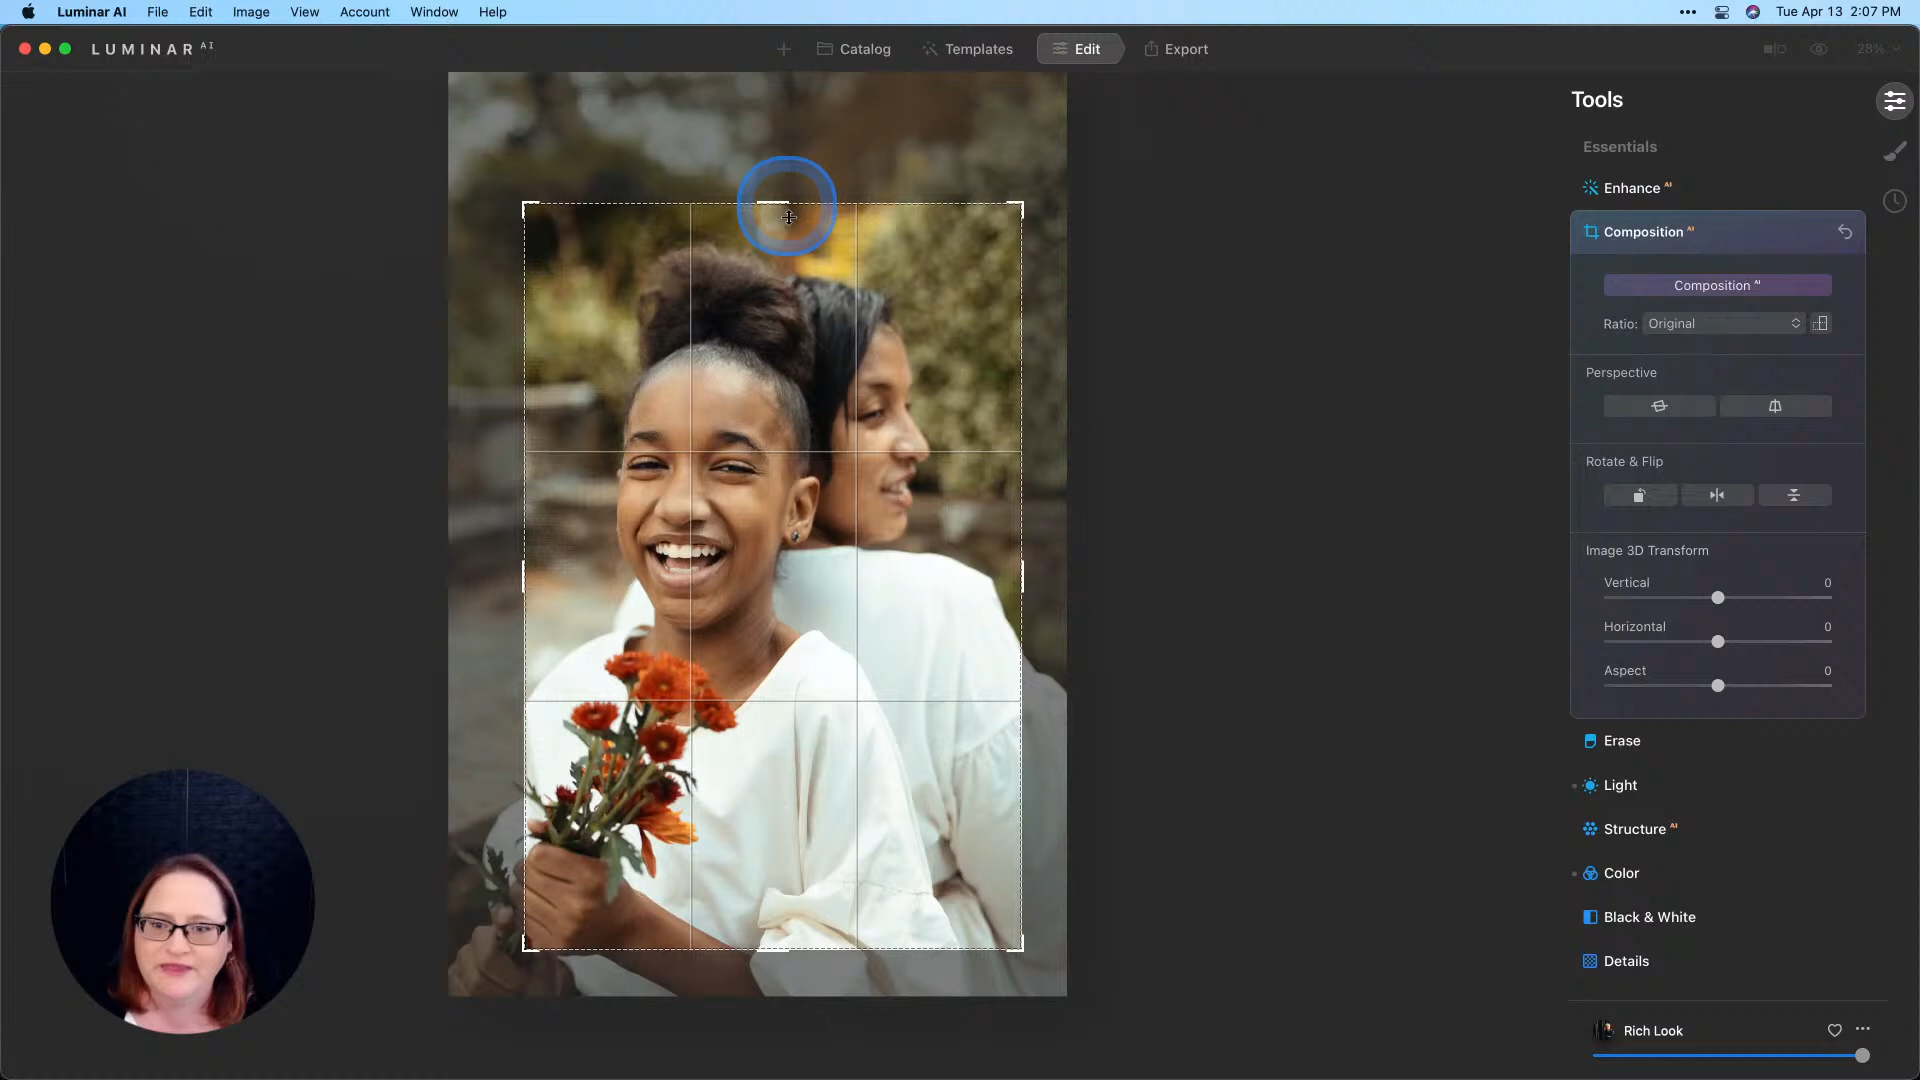 Luminar AI File Edit Image View Account Window Help ••• Tue Apr 13 2:07 PM
LUMINAR AI Catalog Templates Edit Export 28%
Tools
Essentials
Enhance AI
Composition AI
Composition AI
Ratio: Original
Perspective
Rotate & Flip
Image 3D Transform
Vertical 0
Horizontal 0
Aspect 0
Erase
Light
Structure AI
Color
Black & White
Details
Rich Look